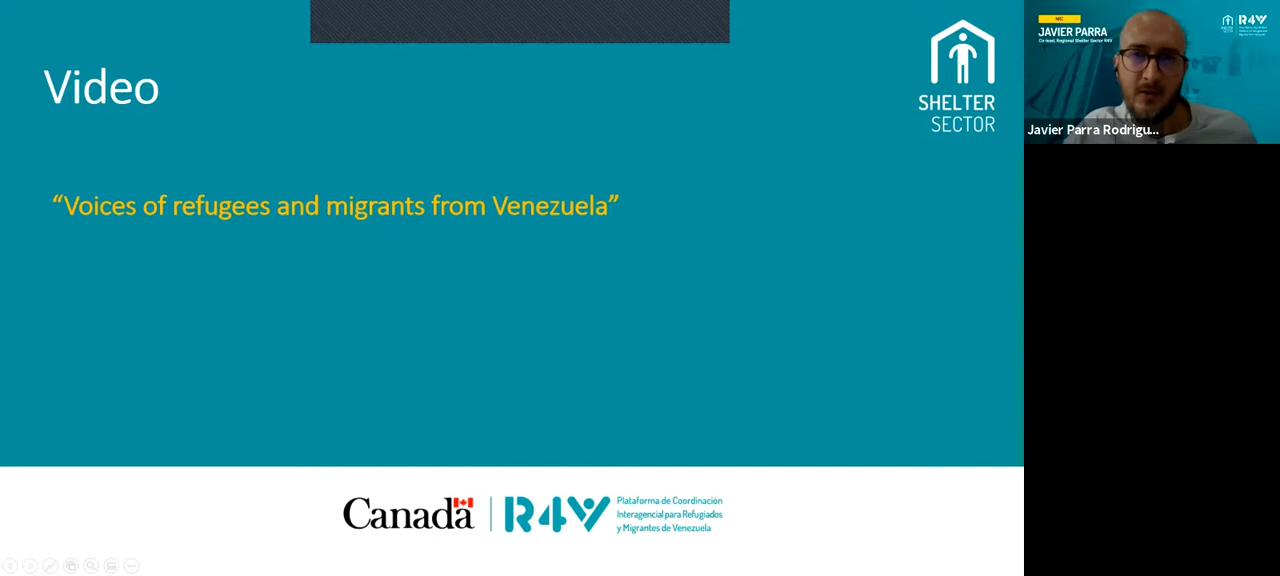 Video
“Voices of refugees and migrants from Venezuela”
SHELTER
SECTOR
Canada
R4V
Plataforma de Coordinación
Interagencial para Refugiados
y Migrantes de Venezuela
NRC
JAVIER PARRA
Co-lead, Regional Shelter Sector R4V
R4V
Javier Parra Rodrigu...